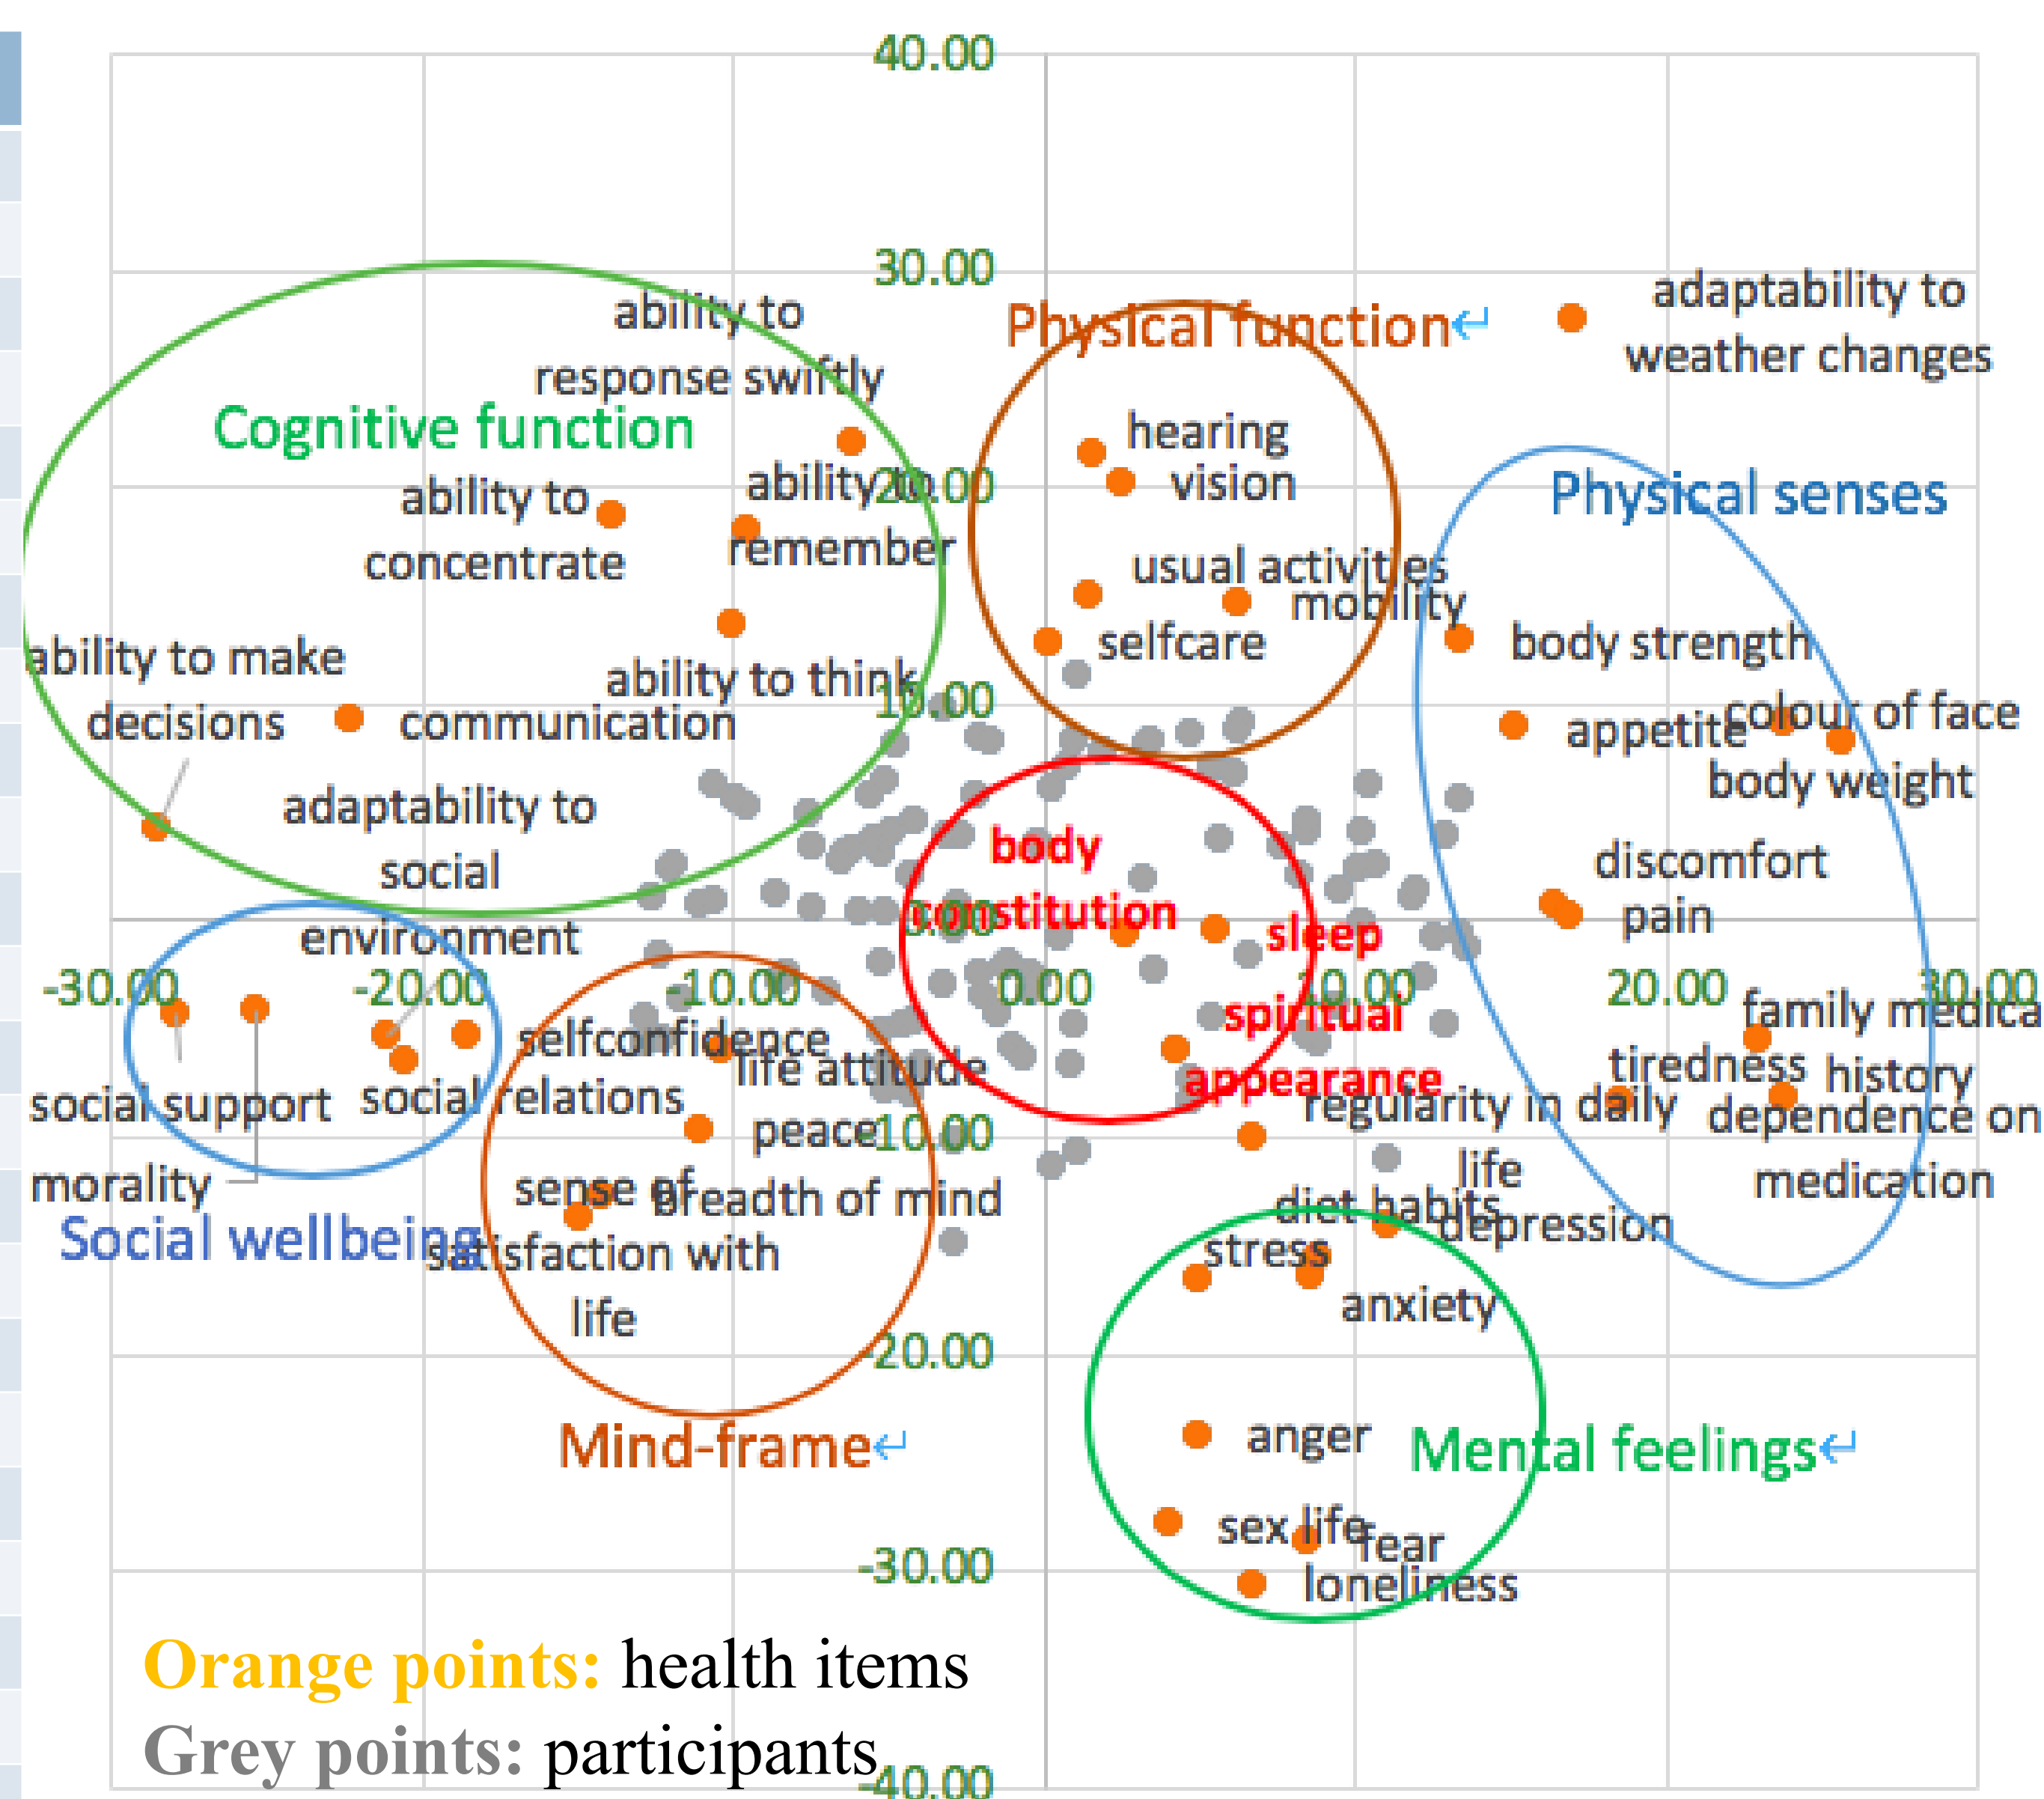 40.00
30.00
adaptability to
weather changes
ability to
response swiftly
Physical function↵
Cognitive function
hearing
ability to
concentrate
ability to
remember
20.00
vision
Physical senses
usual activities
mobility
selfcare
body strength
ability to make
decisions
ability to think
10.00
communication
appetite
colour of face
body weight
adaptability to
social
environment
body
constitution
0.00
sleep
discomfort
pain
-30.00
-20.00
-10.00
0.00
10.00
20.00
30.00
spiritual
appearance
family medica
history
tiredness
selfconfidence
life attitude
social support
social relations
regularity in daily
life
dependence on
medication
peace
-10.00
morality
sense of
satisfaction with
life
breadth of mind
diet habits
depression
Social wellbeing
stress
anxiety
-20.00
Mind-frame↵
anger
Mental feelings↵
sex life
fear
-30.00
loneliness
Orange points: health items
Grey points: participants
-40.00